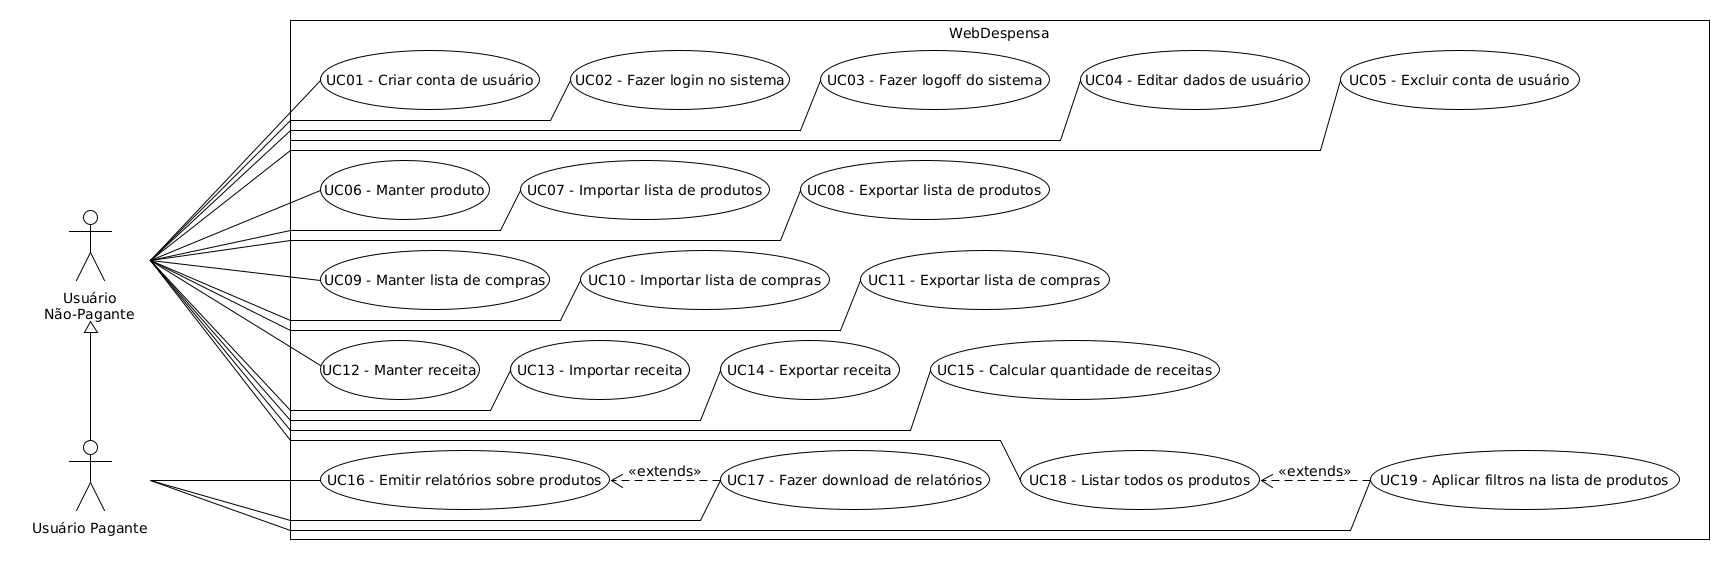 WebDespensa
UC01 - Criar conta de usuário
UC02 - Fazer login no sistema
UC03 - Fazer logoff do sistema
UC04 - Editar dados de usuário
UC05 - Excluir conta de usuário
UC06 - Manter produto
UC07 - Importar lista de produtos
UC08 - Exportar lista de produtos
Usuário
Não-Pagante
UC09 - Manter lista de compras
UC10 - Importar lista de compras
UC11 - Exportar lista de compras
UC12 - Manter receita
UC13 - Importar receita
UC14 - Exportar receita
UC15 - Calcular quantidade de receitas
UC16 - Emitir relatórios sobre produtos
«extends»
UC17 - Fazer download de relatórios
UC18 - Listar todos os produtos
«extends»
UC19 - Aplicar filtros na lista de produtos
Usuário Pagante